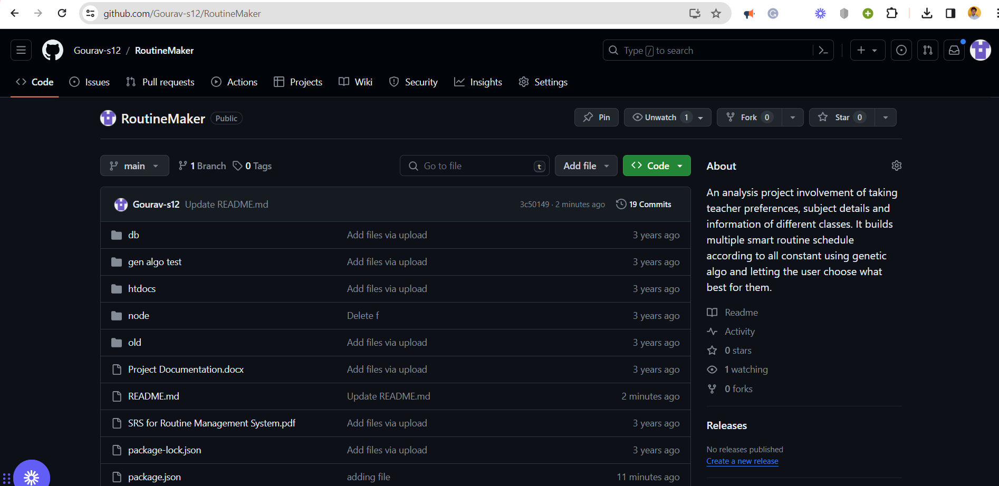 github.com/Gourav-s12/RoutineMaker
Gourav-s12 / RoutineMaker
Type / to search
Code Issues Pull requests Actions Projects Wiki Security Insights Settings
RoutineMaker Public
Pin Unwatch 1 Fork 0 Star 0
main 1 Branch 0 Tags Go to file t Add file Code
Gourav-s12 Update README.md 3c50149 · 2 minutes ago 19 Commits
db Add files via upload 3 years ago
gen algo test Add files via upload 3 years ago
htdocs Add files via upload 3 years ago
node Delete f 3 years ago
old Add files via upload 3 years ago
Project Documentation.docx Add files via upload 3 years ago
README.md Update README.md 2 minutes ago
SRS for Routine Management System.pdf Add files via upload 3 years ago
package-lock.json Add files via upload 3 years ago
package.json adding file 11 minutes ago
About
An analysis project involvement of taking
teacher preferences, subject details and
information of different classes. It builds
multiple smart routine schedule
according to all constant using genetic
algo and letting the user choose what
best for them.
Readme
Activity
0 stars
1 watching
0 forks
Releases
No releases published
Create a new release